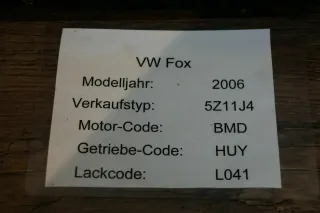 VW Fox
Modelljahr: 2006
Verkaufstyp: 5Z11J4
Motor-Code: BMD
Getriebe-Code: HUY
Lackcode: L041